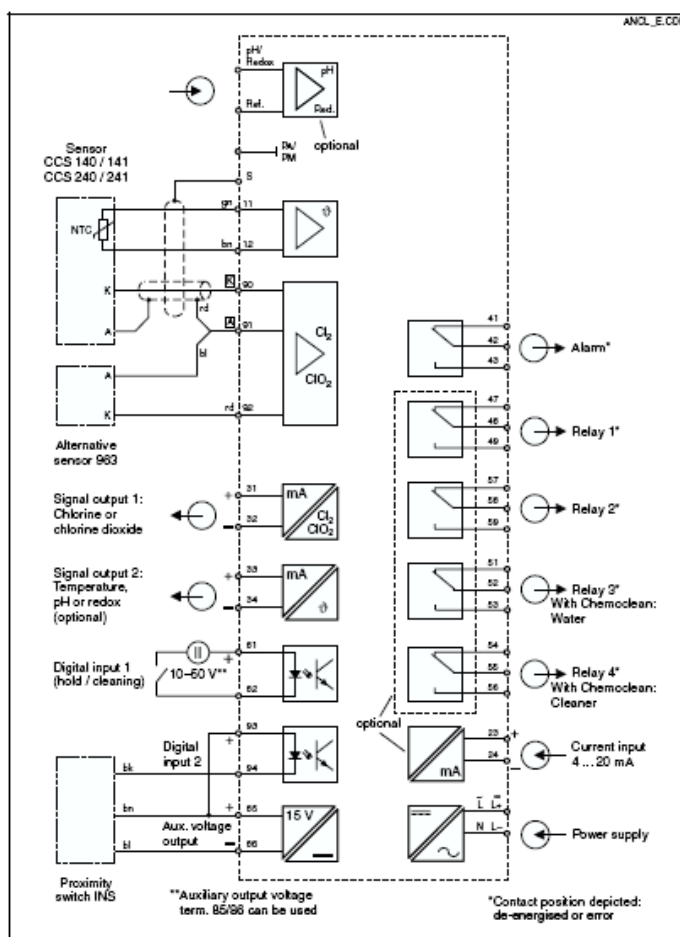 ANCL_E.CD
pH/
Redox
pH
Ref.
Red.
optional
PA/
PM
Sensor
CCS 140 / 141
CCS 240 / 241
S
NTC
gn
11
bn
12
ϑ
K
K
90
rd
A
A
91
bl
Cl2
ClO2
A
K
rd
92
Alternative
sensor 963
41
42
43
Alarm*
47
48
49
Relay 1*
57
58
59
Relay 2*
51
52
53
Relay 3*
With Chemoclean:
Water
54
55
56
Relay 4*
With Chemoclean:
Cleaner
optional
Signal output 1:
Chlorine or
chlorine dioxide
+
31
–
32
mA
Cl2
ClO2
Signal output 2:
Temperature,
pH or redox
(optional)
+
33
–
34
mA
ϑ
Digital input 1
(hold / cleaning)
10–50 V**
+
81
82
Digital
input 2
+
93
94
bk
bn
bl
+
85
–
86
15 V
Aux. voltage
output
Proximity
switch INS
mA
23
+
24
–
Current input
4 ... 20 mA
L L+
N L–
Power supply
**Auxiliary output voltage
term. 85/86 can be used
*Contact position depicted:
de-energised or error